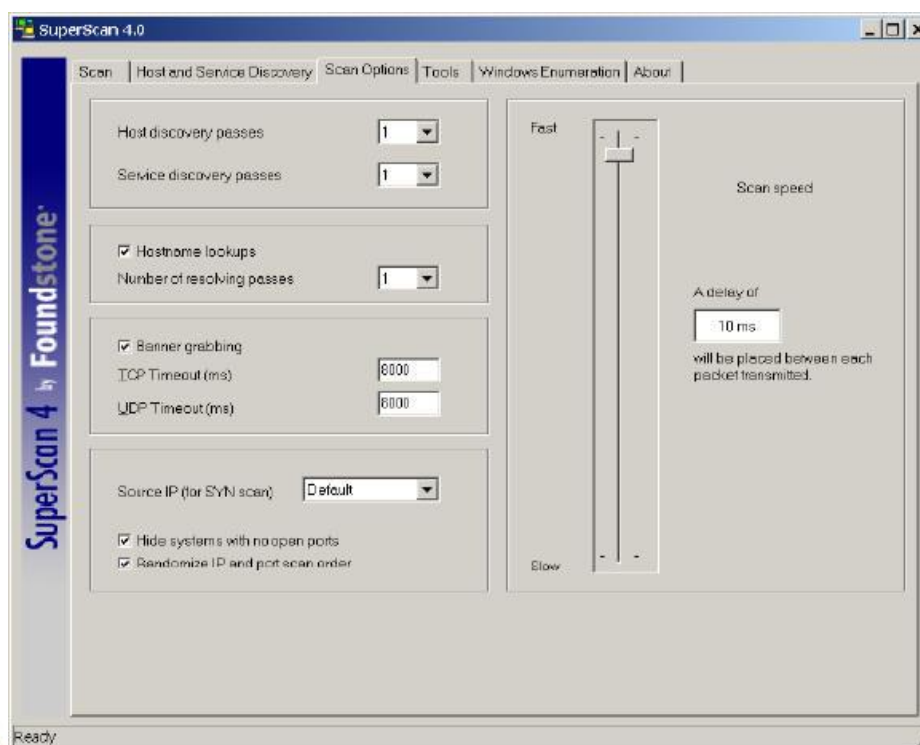 SuperScan 4.0
Scan Host and Service Discovery Scan Options Tools Windows Enumeration About
Host discovery passes 1
Service discovery passes 1
Hostname lookups
Number of resolving passes 1
Banner grabbing
TCP Timeout (ms) 8000
UDP Timeout (ms) 8000
Source IP (for SYN scan) Default
Hide systems with no open ports
Randomize IP and port scan order
Fast
Slow
Scan speed
A delay of
10 ms
will be placed between each
packet transmitted.
SuperScan 4 by Foundstone
Ready